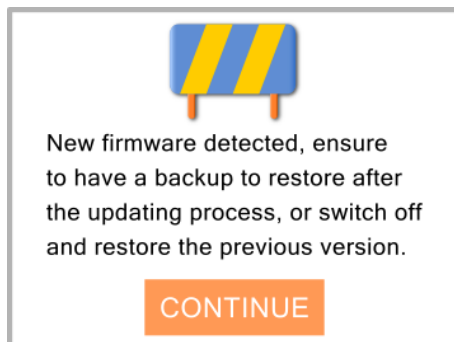 New firmware detected, ensure
to have a backup to restore after
the updating process, or switch off
and restore the previous version.
CONTINUE